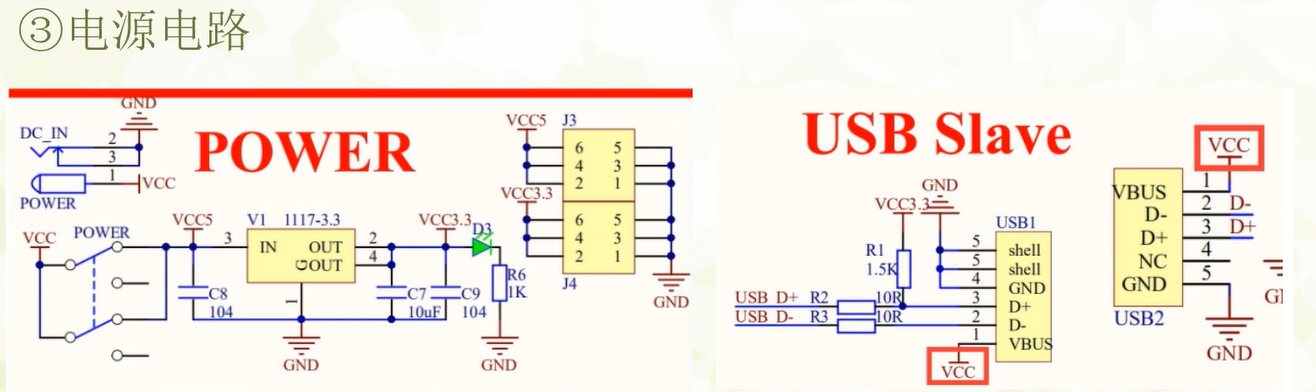 ③电源电路
POWER
GND
DC_IN
2
3
1
VCC
POWER
VCC
POWER
VCC5
3
V1
1117-3.3
IN
OUT
GOUT
2
4
1
VCC3.3
D3
C8
104
C7
10uF
C9
104
R6
1K
GND
GND
VCC5
J3
6 5
4 3
2 1
VCC3.3
6 5
4 3
2 1
J4
GND
USB Slave
GND
VCC3.3
R1
1.5K
USB1
5 shell
5 shell
4 GND
USB D+ R2 10R 3 D+
USB D- R3 10R 2 D-
1 VBUS
VCC
VCC
VBUS 1
D- 2 D-
D+ 3 D+
NC 4
GND 5
USB2
GND